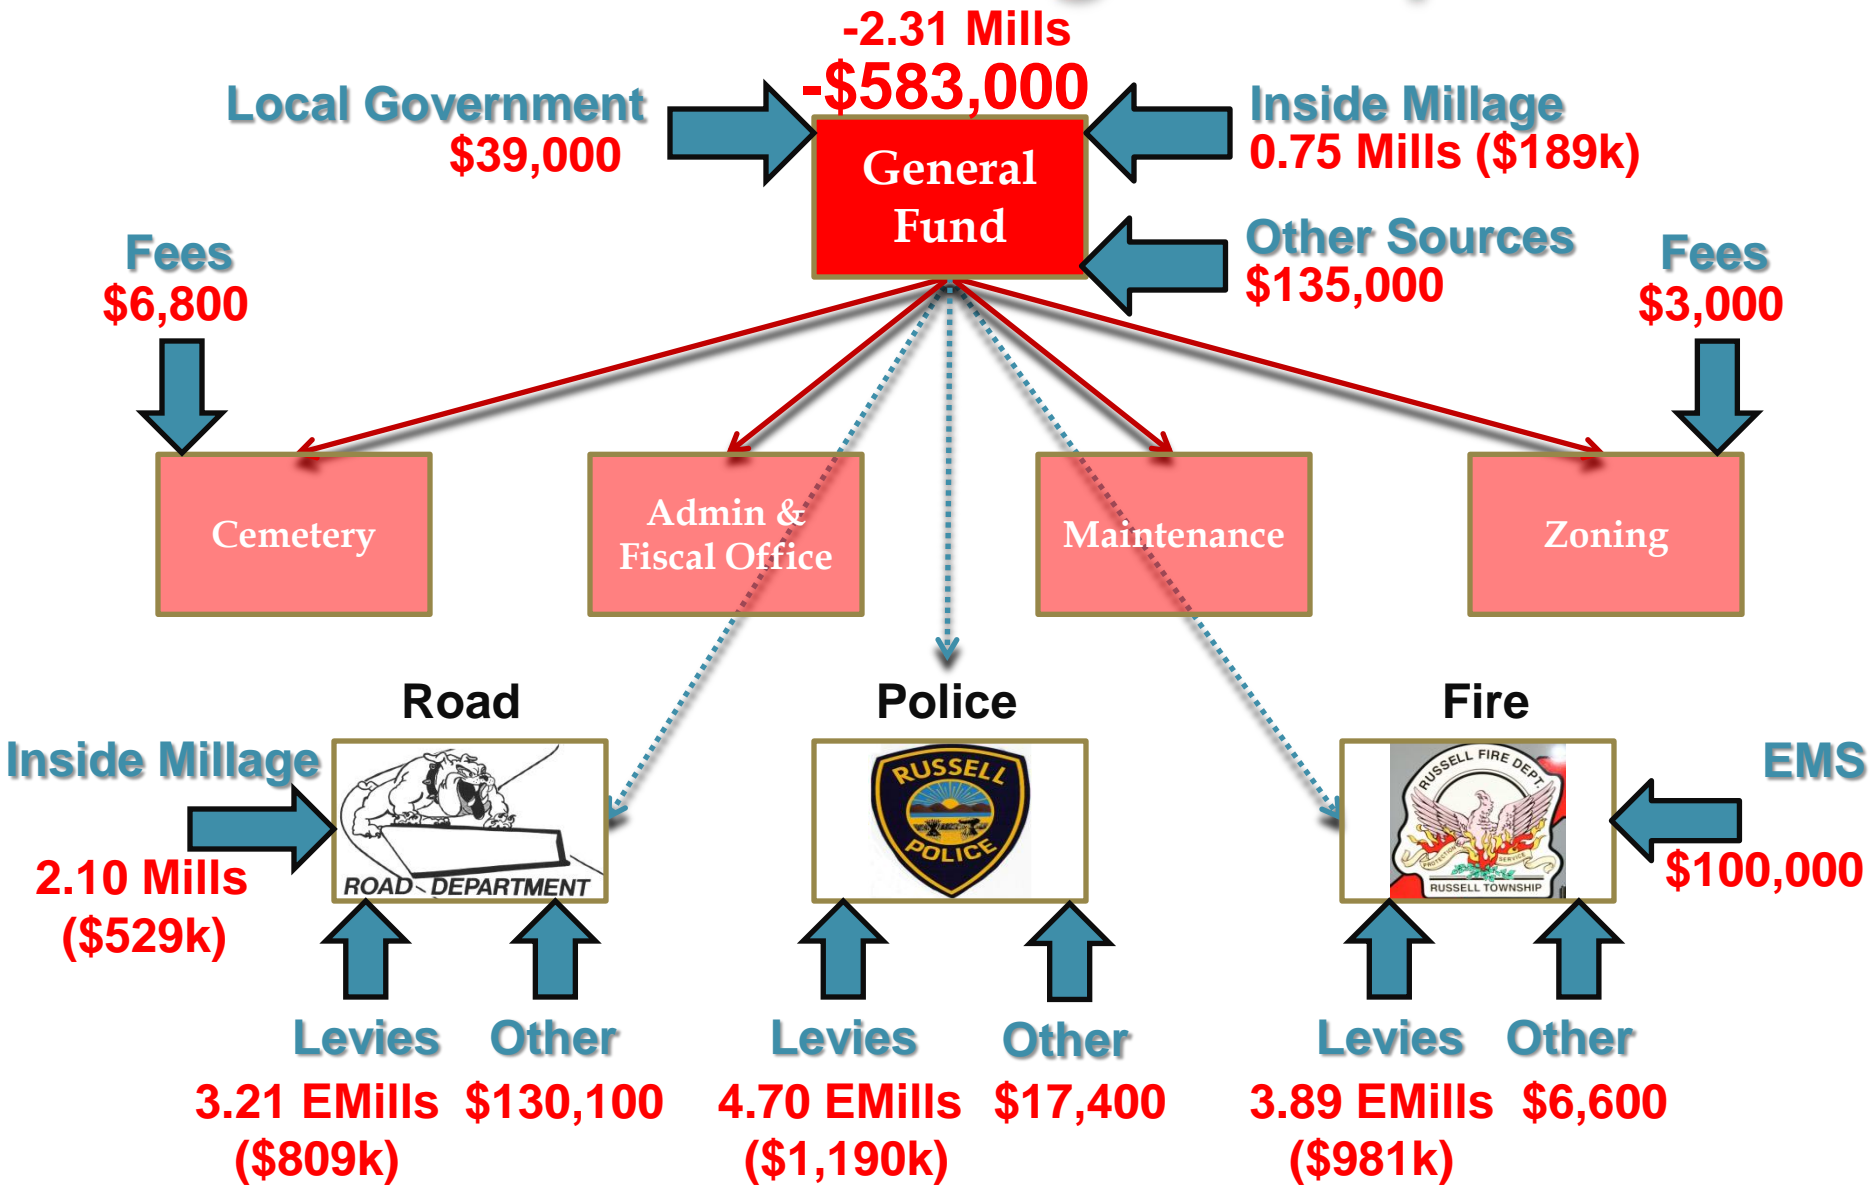 -2.31 Mills
-$583,000
Local Government
$39,000
Inside Millage
0.75 Mills ($189k)
General
Fund
Other Sources
$135,000
Fees
$6,800
Fees
$3,000
Cemetery
Admin &
Fiscal Office
Maintenance
Zoning
Road
Police
Fire
Inside Millage
2.10 Mills
($529k)
ROAD DEPARTMENT
RUSSELL
POLICE
RUSSELL FIRE DEPT.
PROTECTION
SERVICE
RUSSELL TOWNSHIP
EMS
$100,000
Levies
Other
Levies
Other
Levies
Other
3.21 EMills
($809k)
$130,100
4.70 EMills
($1,190k)
$17,400
3.89 EMills
($981k)
$6,600